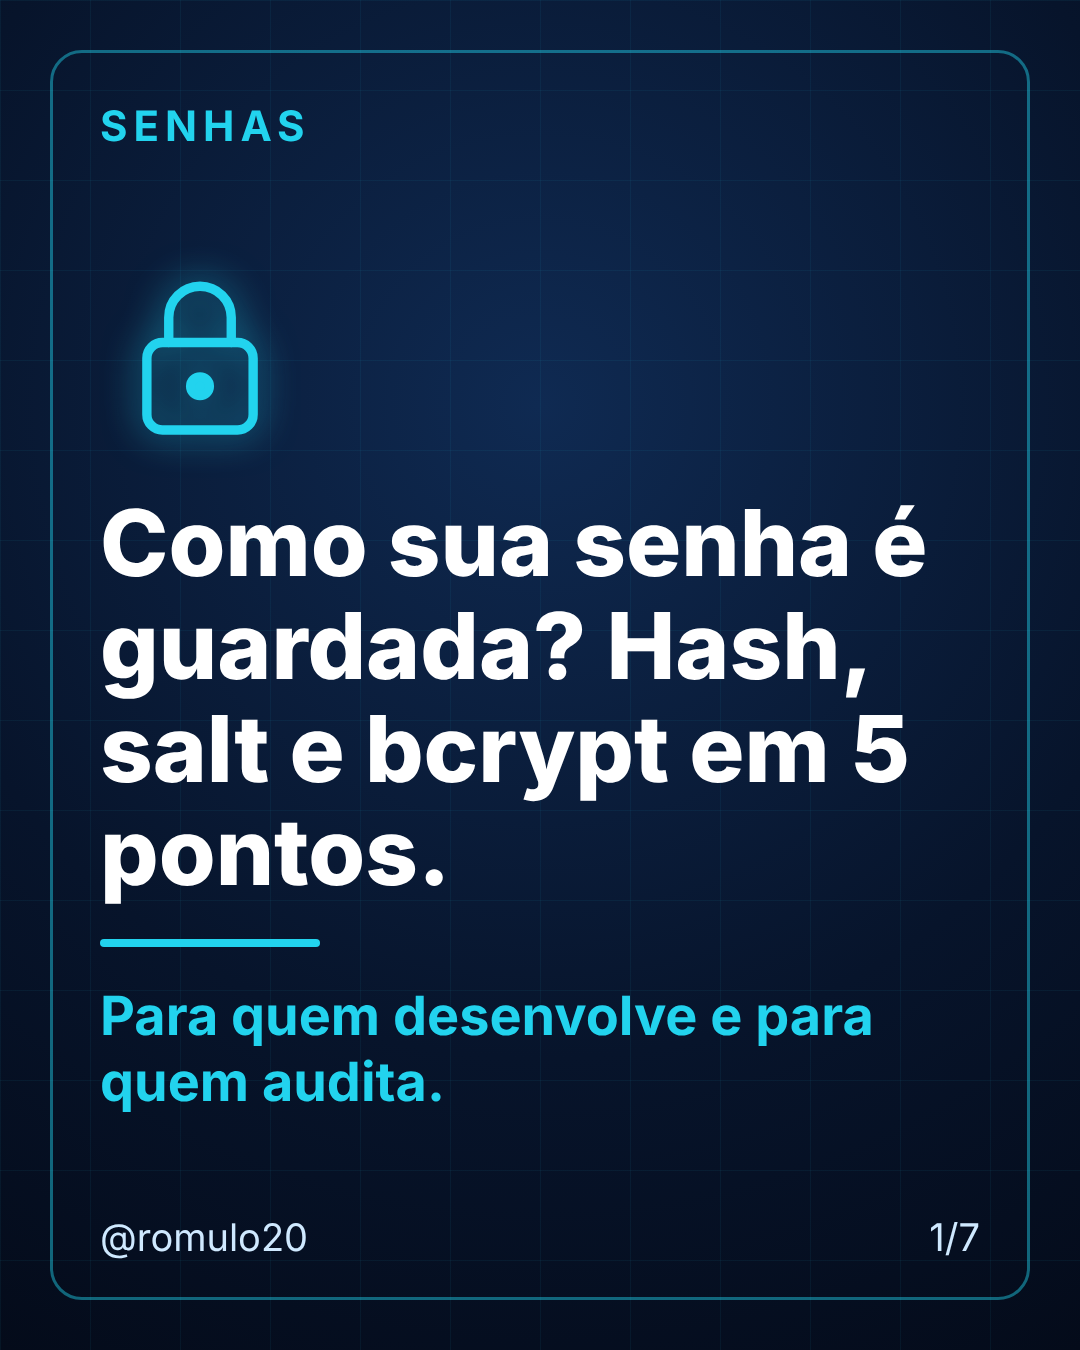 SENHAS
Como sua senha é
guardada? Hash,
salt e bcrypt em 5
pontos.
Para quem desenvolve e para
quem audita.
@romulo20
1/7